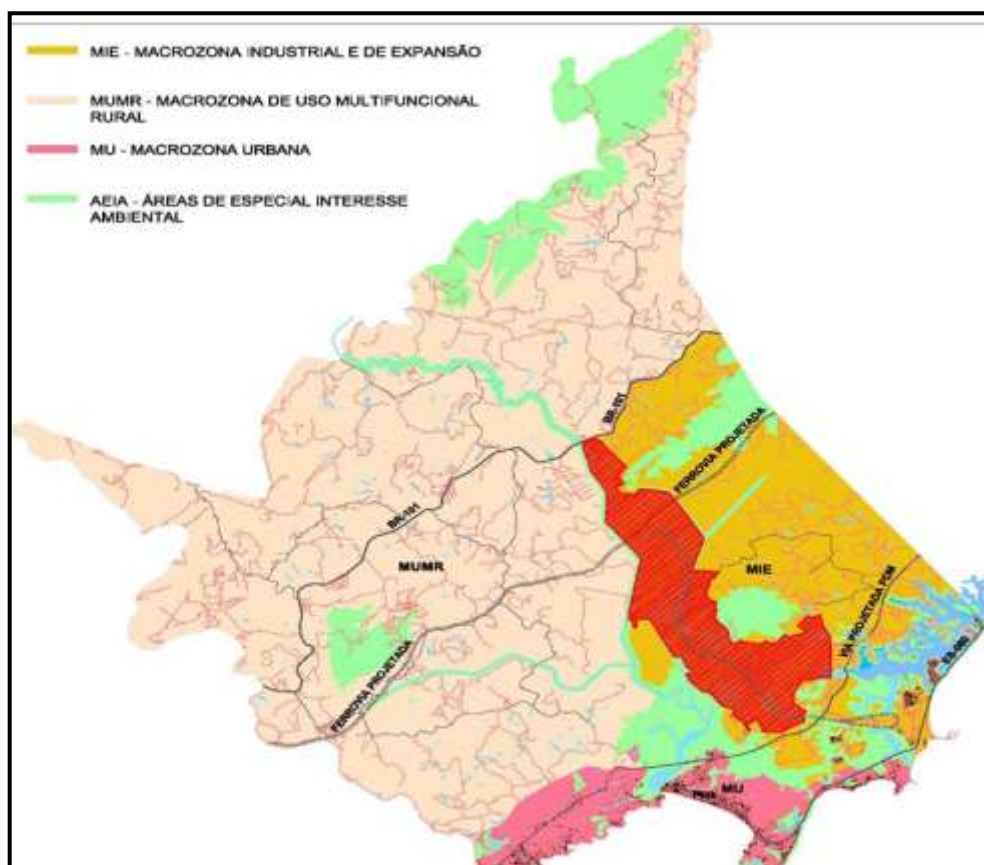 MIE - MACROZONA INDUSTRIAL E DE EXPANSÃO
MUMR - MACROZONA DE USO MULTIFUNCIONAL
RURAL
MU - MACROZONA URBANA
AEIA - ÁREAS DE ESPECIAL INTERESSE
AMBIENTAL
BR-101
FERROVIA PROJETADA
BR-101
MUMR
MIE
VIA PROJETADA PDM
FERROVIA PROJETADA
MU